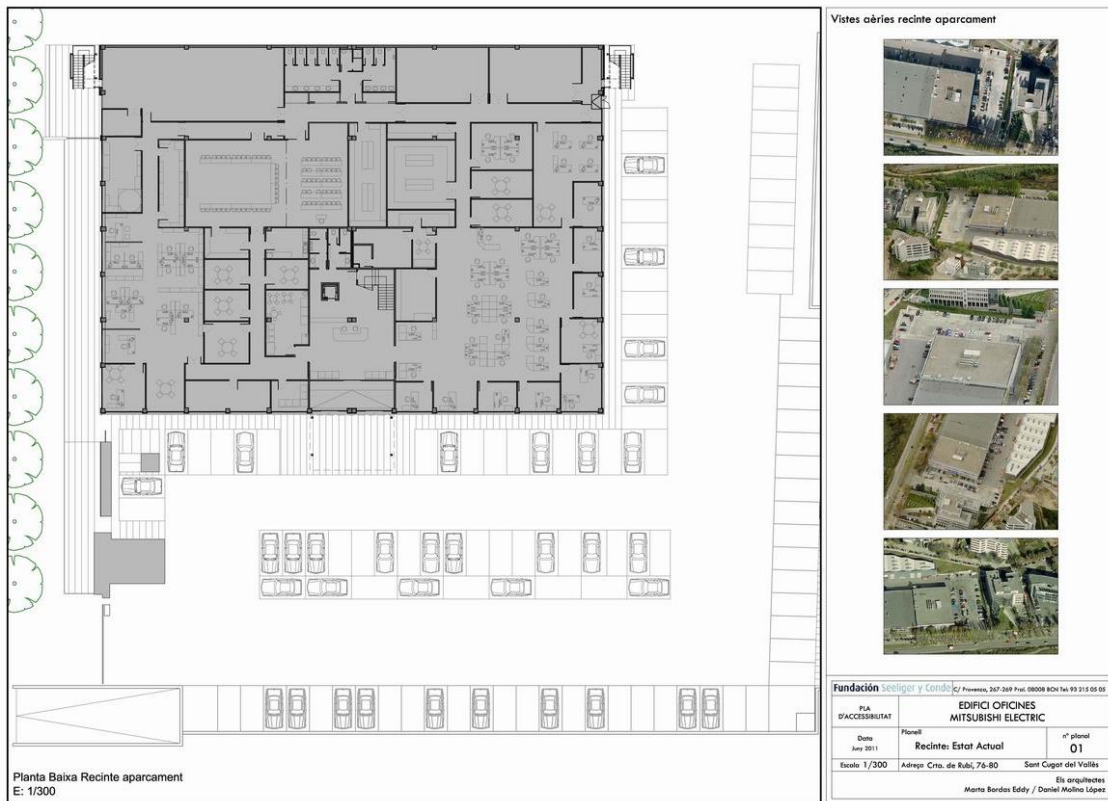 Vistes aèries recinte aparcament
Fundación Seeliger y Conde C/ Provenza, 267-269 Pral. 08008 BCN Tel: 93 215 05 05
PLA D'ACCESSIBILITAT
EDIFICI OFICINES
MITSUBISHI ELECTRIC
Data
Juny 2011
Planell
Recinte: Estat Actual
nº planol
01
Escala 1/300
Adreça Crta. de Rubí, 76-80 Sant Cugat del Vallès
Els arquitectes
Marta Bordas Eddy / Daniel Molina López
Planta Baixa Recinte aparcament
E: 1/300